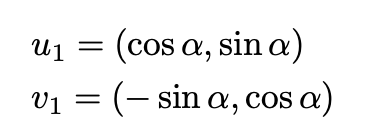 u₁ = (cos α, sin α)
v₁ = (− sin α, cos α)